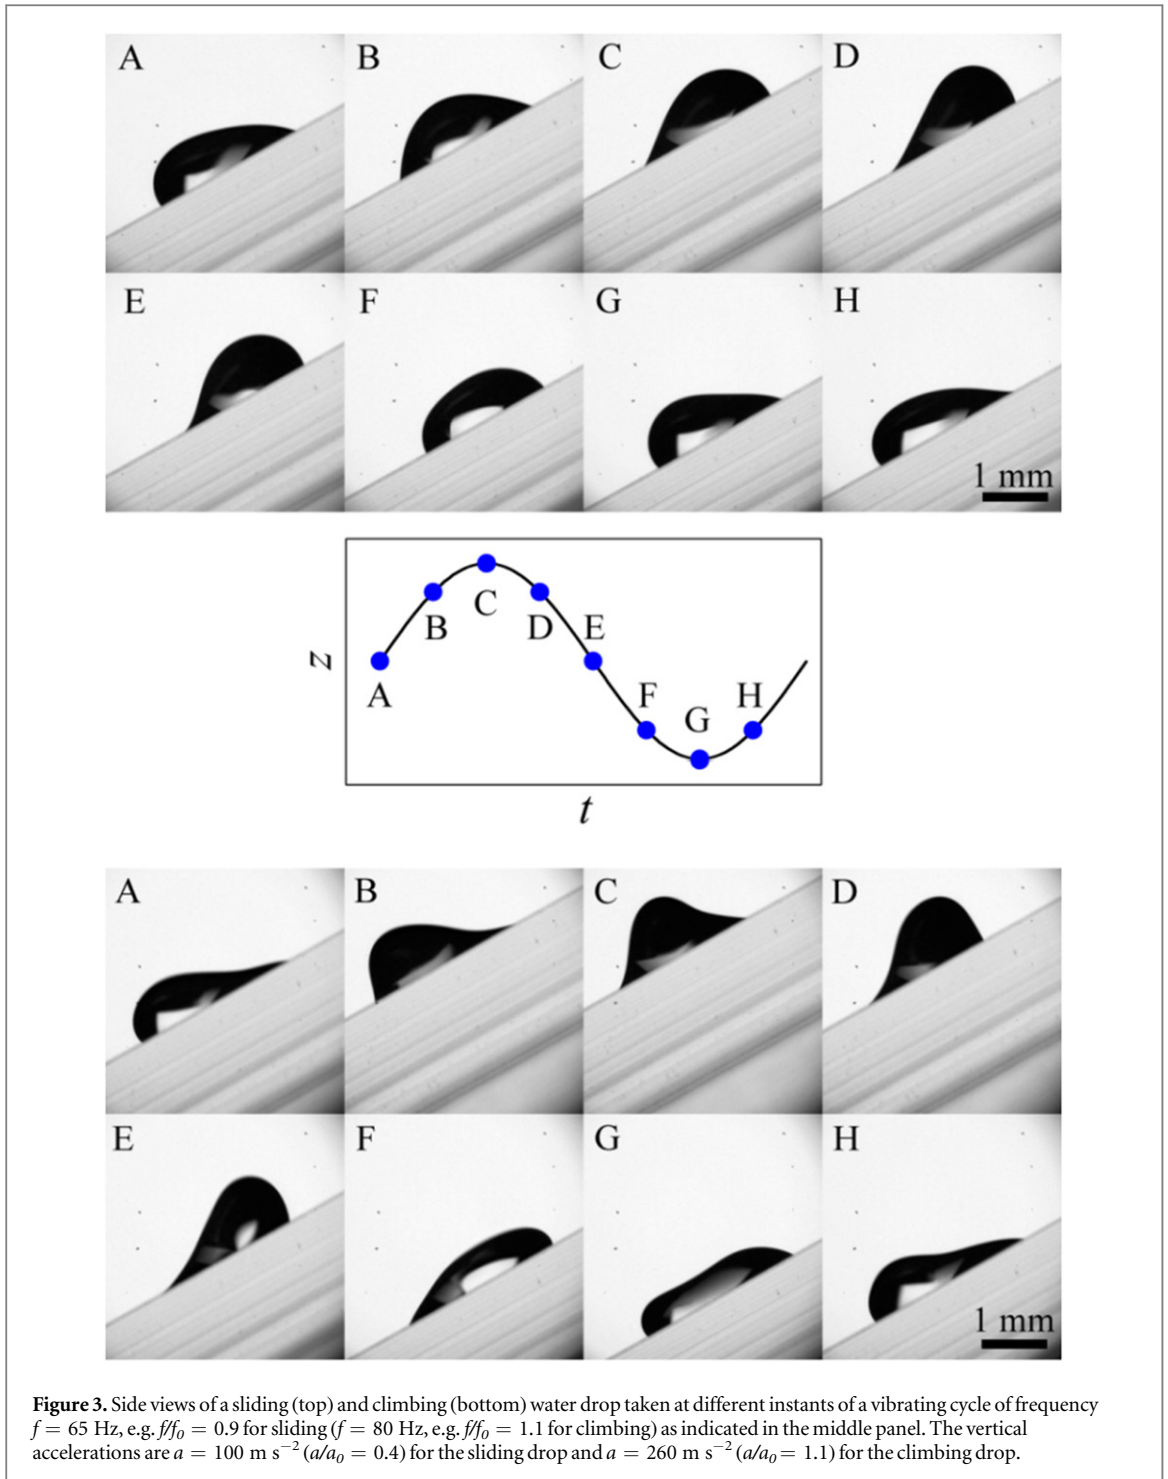 A B C D
E F G H
1 mm
z
A B C D E F G H
t
A B C D
E F G H
1 mm
Figure 3. Side views of a sliding (top) and climbing (bottom) water drop taken at different instants of a vibrating cycle of frequency
f = 65 Hz, e.g. f/f₀ = 0.9 for sliding (f = 80 Hz, e.g. f/f₀ = 1.1 for climbing) as indicated in the middle panel. The vertical
accelerations are a = 100 m s⁻² (a/a₀ = 0.4) for the sliding drop and a = 260 m s⁻² (a/a₀ = 1.1) for the climbing drop.